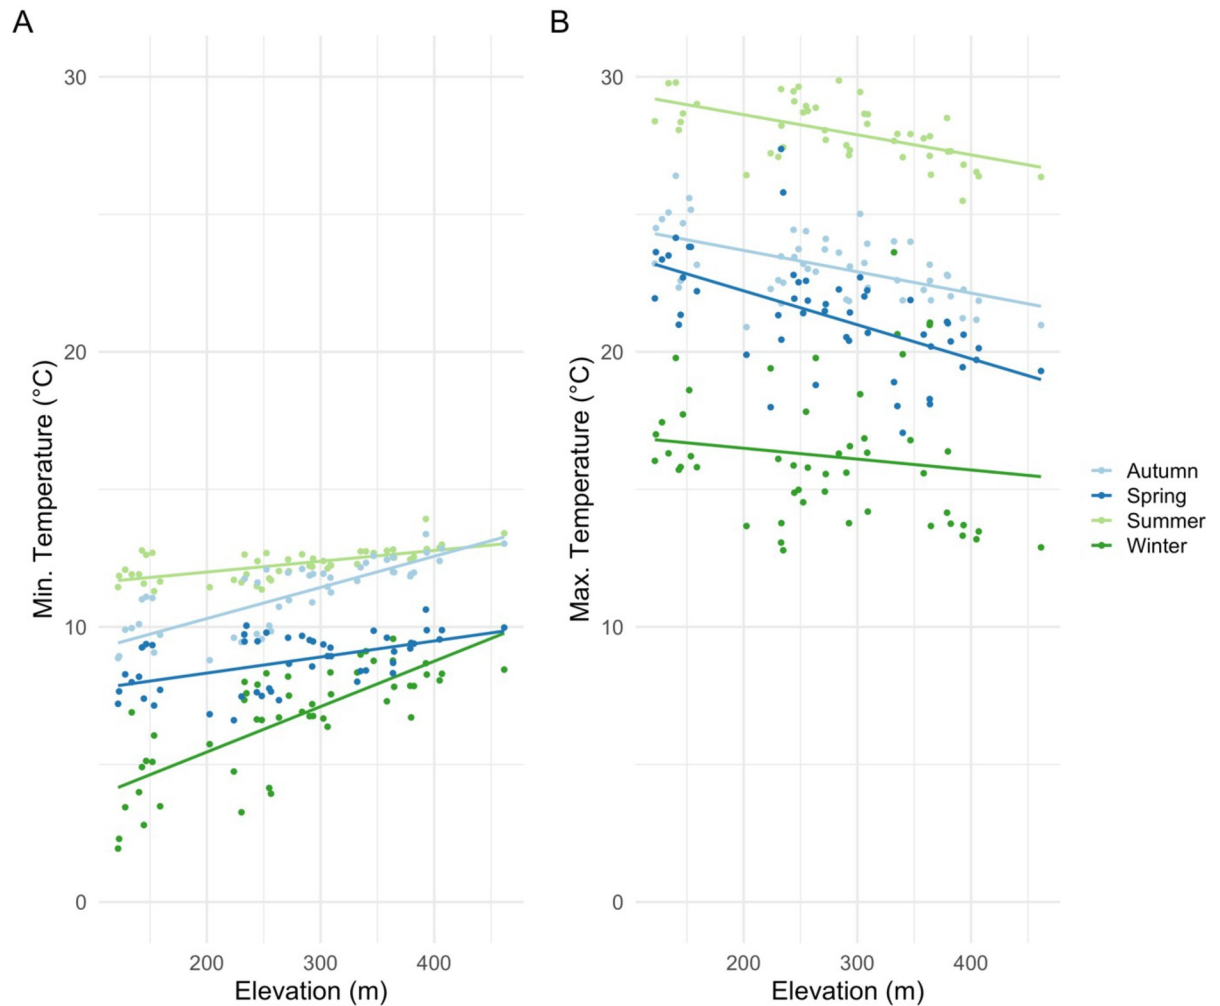 A
B
30
20
10
0
Min. Temperature (°C)
200 300 400
Elevation (m)
30
20
10
0
Max. Temperature (°C)
200 300 400
Elevation (m)
Autumn
Spring
Summer
Winter